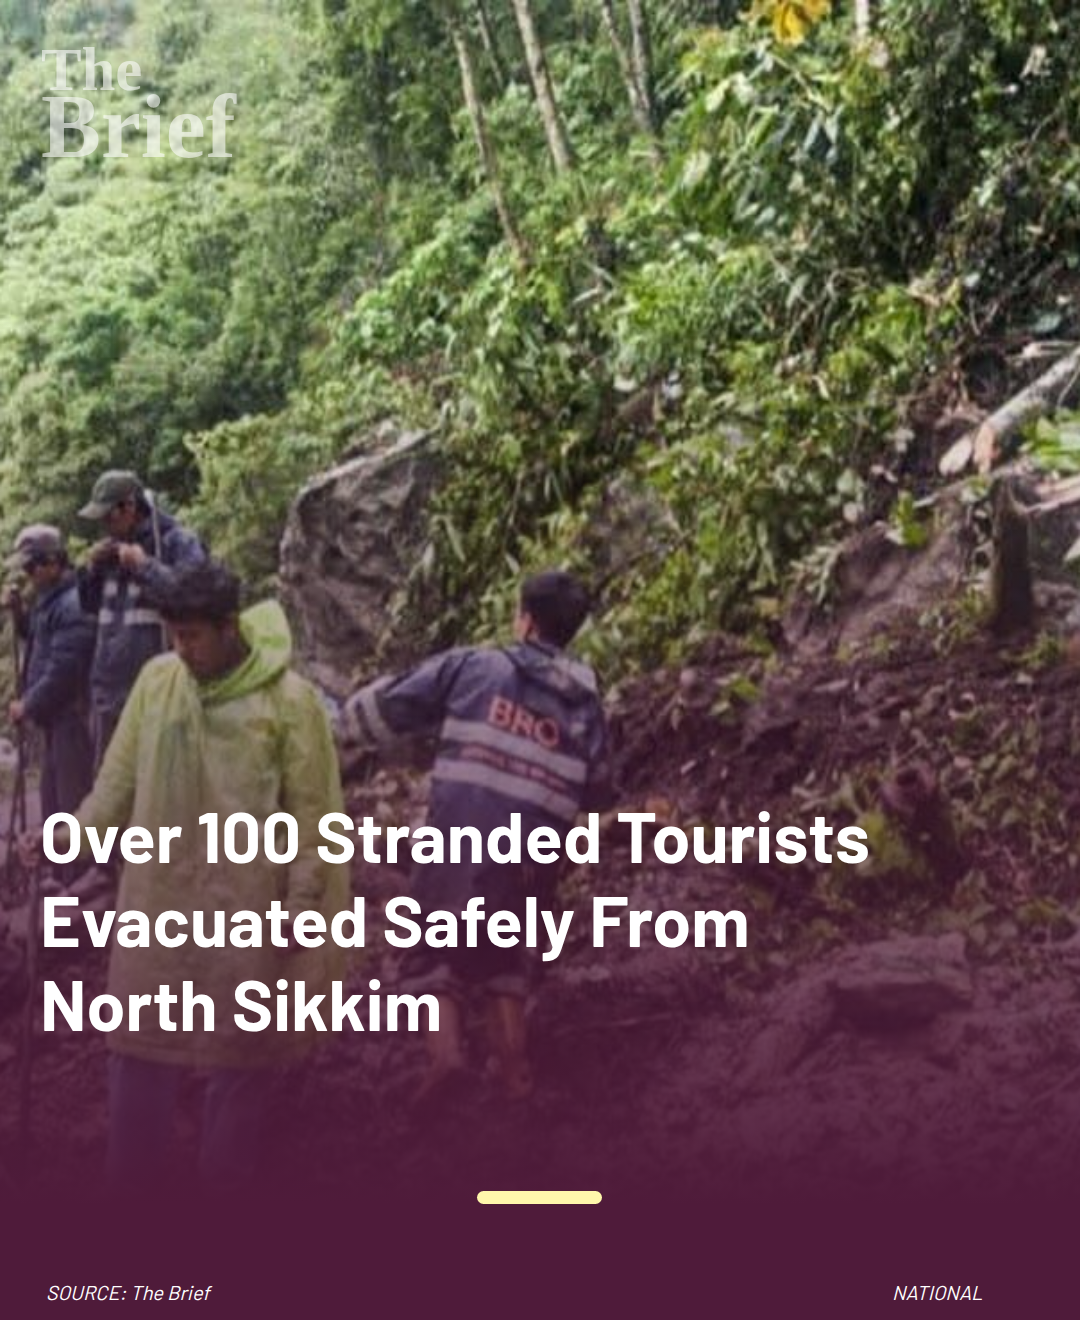 The
Brief
BRO
Over 100 Stranded Tourists
Evacuated Safely From
North Sikkim
SOURCE: The Brief
NATIONAL